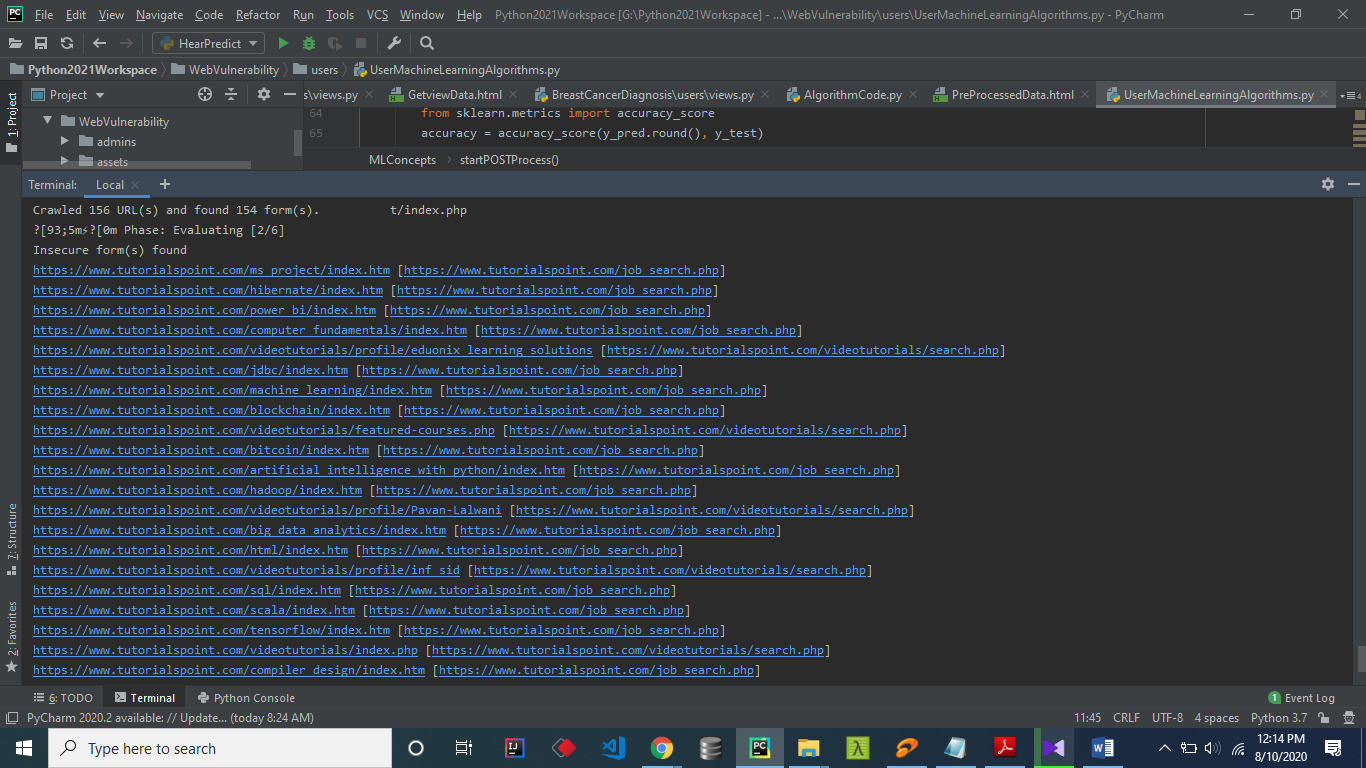 PC File Edit View Navigate Code Refactor Run Tools VCS Window Help Python2021Workspace [G:\Python2021Workspace] - ...\WebVulnerability\users\UserMachineLearningAlgorithms.py - PyCharm
HearPredict
Python2021Workspace WebVulnerability users UserMachineLearningAlgorithms.py
1: Project
Project
s\views.py GetviewData.html BreastCancerDiagnosis\users\views.py AlgorithmCode.py PreProcessedData.html UserMachineLearningAlgorithms.py 4
WebVulnerability
admins
assets
64 from sklearn.metrics import accuracy_score
65 accuracy = accuracy_score(y_pred.round(), y_test)
MLConcepts startPOSTProcess()
Terminal: Local +
Crawled 156 URL(s) and found 154 form(s). t/index.php
?[93;5m⚡?[0m Phase: Evaluating [2/6]
Insecure form(s) found
https://www.tutorialspoint.com/ms_project/index.htm [https://www.tutorialspoint.com/job_search.php]
https://www.tutorialspoint.com/hibernate/index.htm [https://www.tutorialspoint.com/job_search.php]
https://www.tutorialspoint.com/power_bi/index.htm [https://www.tutorialspoint.com/job_search.php]
https://www.tutorialspoint.com/computer_fundamentals/index.htm [https://www.tutorialspoint.com/job_search.php]
https://www.tutorialspoint.com/videotutorials/profile/eduonix_learning_solutions [https://www.tutorialspoint.com/videotutorials/search.php]
https://www.tutorialspoint.com/jdbc/index.htm [https://www.tutorialspoint.com/job_search.php]
https://www.tutorialspoint.com/machine_learning/index.htm [https://www.tutorialspoint.com/job_search.php]
https://www.tutorialspoint.com/blockchain/index.htm [https://www.tutorialspoint.com/job_search.php]
https://www.tutorialspoint.com/videotutorials/featured-courses.php [https://www.tutorialspoint.com/videotutorials/search.php]
https://www.tutorialspoint.com/bitcoin/index.htm [https://www.tutorialspoint.com/job_search.php]
https://www.tutorialspoint.com/artificial_intelligence_with_python/index.htm [https://www.tutorialspoint.com/job_search.php]
https://www.tutorialspoint.com/hadoop/index.htm [https://www.tutorialspoint.com/job_search.php]
https://www.tutorialspoint.com/videotutorials/profile/Pavan-Lalwani [https://www.tutorialspoint.com/videotutorials/search.php]
https://www.tutorialspoint.com/big_data_analytics/index.htm [https://www.tutorialspoint.com/job_search.php]
https://www.tutorialspoint.com/html/index.htm [https://www.tutorialspoint.com/job_search.php]
https://www.tutorialspoint.com/videotutorials/profile/inf_sid [https://www.tutorialspoint.com/videotutorials/search.php]
https://www.tutorialspoint.com/sql/index.htm [https://www.tutorialspoint.com/job_search.php]
https://www.tutorialspoint.com/scala/index.htm [https://www.tutorialspoint.com/job_search.php]
https://www.tutorialspoint.com/tensorflow/index.htm [https://www.tutorialspoint.com/job_search.php]
https://www.tutorialspoint.com/videotutorials/index.php [https://www.tutorialspoint.com/videotutorials/search.php]
https://www.tutorialspoint.com/compiler_design/index.htm [https://www.tutorialspoint.com/job_search.php]
7: Structure
2: Favorites
6: TODO Terminal Python Console 1 Event Log
PyCharm 2020.2 available: // Update... (today 8:24 AM) 11:45 CRLF UTF-8 4 spaces Python 3.7
Type here to search
IJ
PC
W
12:14 PM
8/10/2020